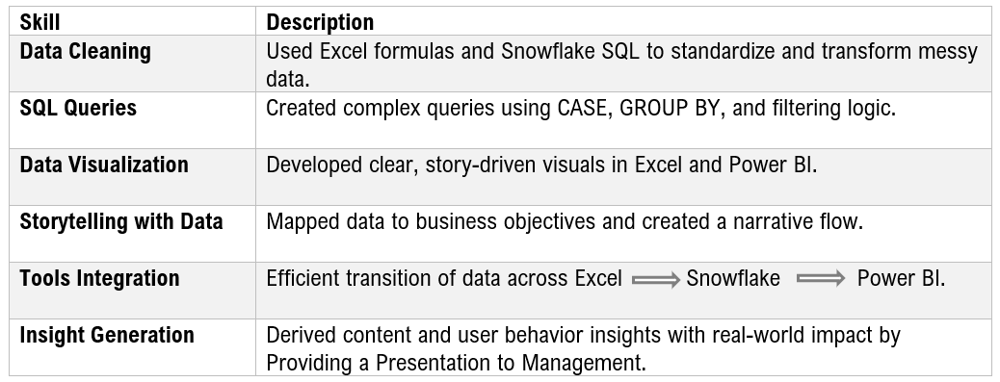 Skill Description
Data Cleaning Used Excel formulas and Snowflake SQL to standardize and transform messy
data.
SQL Queries Created complex queries using CASE, GROUP BY, and filtering logic.
Data Visualization Developed clear, story-driven visuals in Excel and Power BI.
Storytelling with Data Mapped data to business objectives and created a narrative flow.
Tools Integration Efficient transition of data across Excel Snowflake Power BI.
Insight Generation Derived content and user behavior insights with real-world impact by
Providing a Presentation to Management.